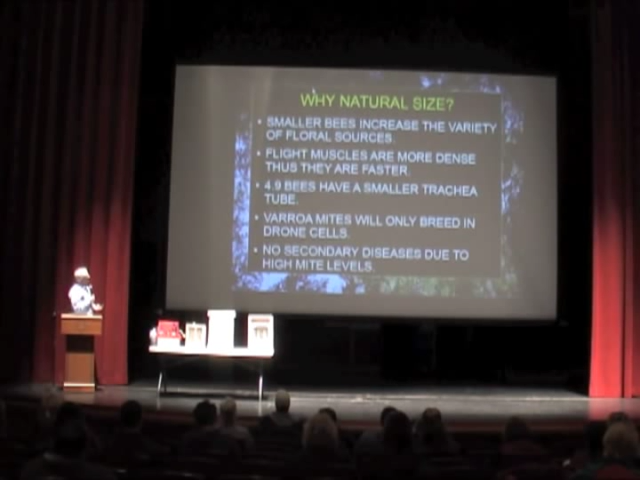 WHY NATURAL SIZE?
• SMALLER BEES INCREASE THE VARIETY
OF FLORAL SOURCES.
• FLIGHT MUSCLES ARE MORE DENSE
THUS THEY ARE FASTER.
• 4.9 BEES HAVE A SMALLER TRACHEA
TUBE.
• VARROA MITES WILL ONLY BREED IN
DRONE CELLS.
• NO SECONDARY DISEASES DUE TO
HIGH MITE LEVELS.